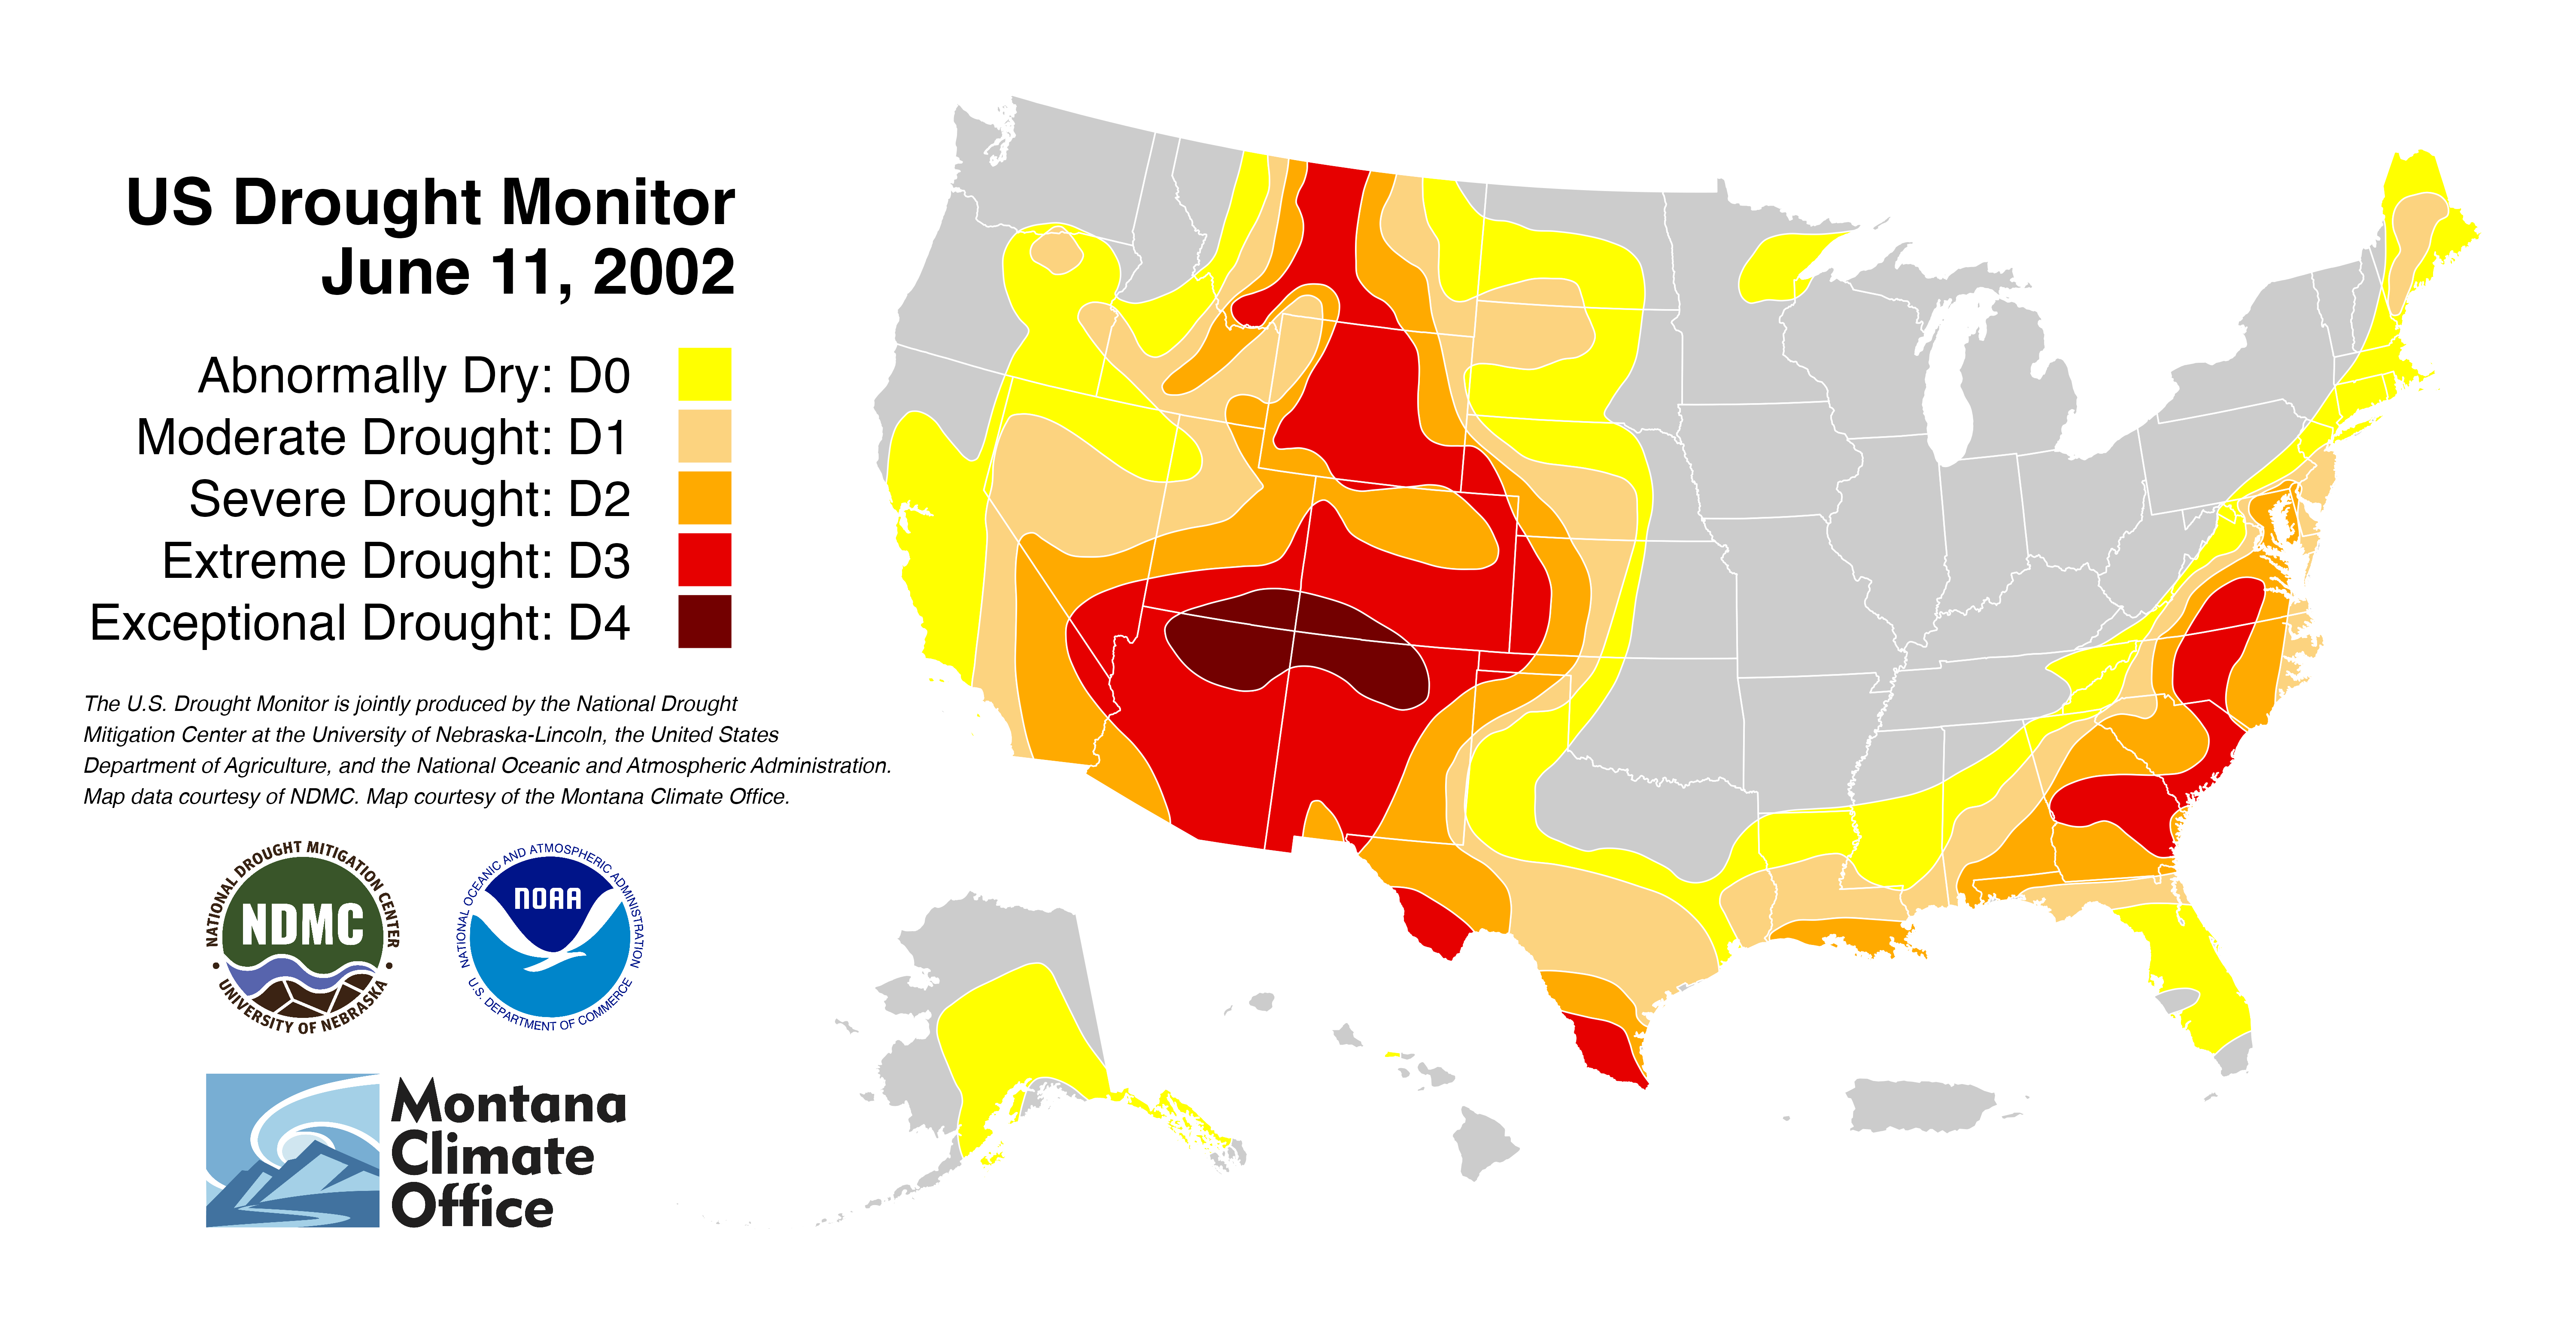 US Drought Monitor
June 11, 2002
Abnormally Dry: D0
Moderate Drought: D1
Severe Drought: D2
Extreme Drought: D3
Exceptional Drought: D4
The U.S. Drought Monitor is jointly produced by the National Drought
Mitigation Center at the University of Nebraska-Lincoln, the United States
Department of Agriculture, and the National Oceanic and Atmospheric Administration.
Map data courtesy of NDMC. Map courtesy of the Montana Climate Office.
NATIONAL DROUGHT MITIGATION CENTER
NDMC
• UNIVERSITY OF NEBRASKA •
NATIONAL OCEANIC AND ATMOSPHERIC ADMINISTRATION
NOAA
U.S. DEPARTMENT OF COMMERCE
Montana
Climate
Office